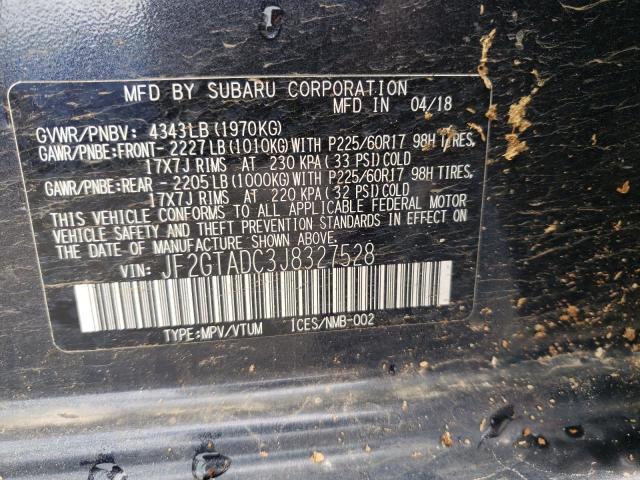 MFD BY SUBARU CORPORATION
MFD IN 04/18
GVWR/PNBV: 4343LB(1970KG)
GAWR/PNBE:FRONT- 2227LB(1010KG)WITH P225/60R17 98H TIRES,
17X7J RIMS AT 230 KPA(33 PSI)COLD
GAWR/PNBE:REAR - 2205LB(1000KG)WITH P225/60R17 98H TIRES,
17X7J RIMS AT 220 KPA(32 PSI)COLD
THIS VEHICLE CONFORMS TO ALL APPLICABLE FEDERAL MOTOR
VEHICLE SAFETY AND THEFT PREVENTION STANDARDS IN EFFECT ON
THE DATE OF MANUFACTURE SHOWN ABOVE.
VIN: JF2GTADC3J8327528
TYPE:MPV/VTUM ICES/NMB-002